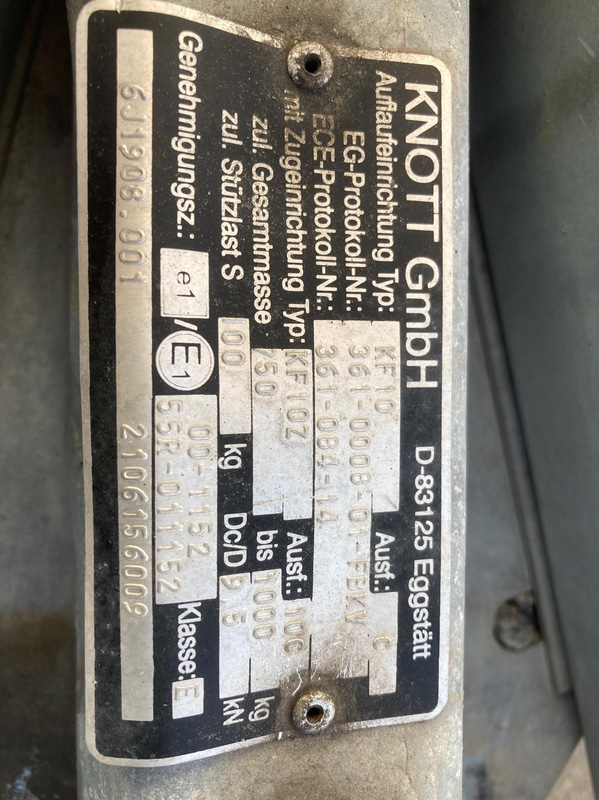 KNOTT GmbH D-83125 Eggstätt
Auflaufeinrichtung Typ: KF10 Ausf.: C
EG-Protokoll-Nr.: 361-0008-01-FBKV
ECE-Protokoll-Nr.: 361-084-14
mit Zugeinrichtung Typ: KF10Z Ausf.: 10C
zul. Gesamtmasse 750 bis 1000 kg
zul. Stützlast S 100 kg Dc/D 9,5 kN
Genehmigungsz.: e1 / E1 00-1152 Klasse: E
55R-011152
6J1908.001 2106156009